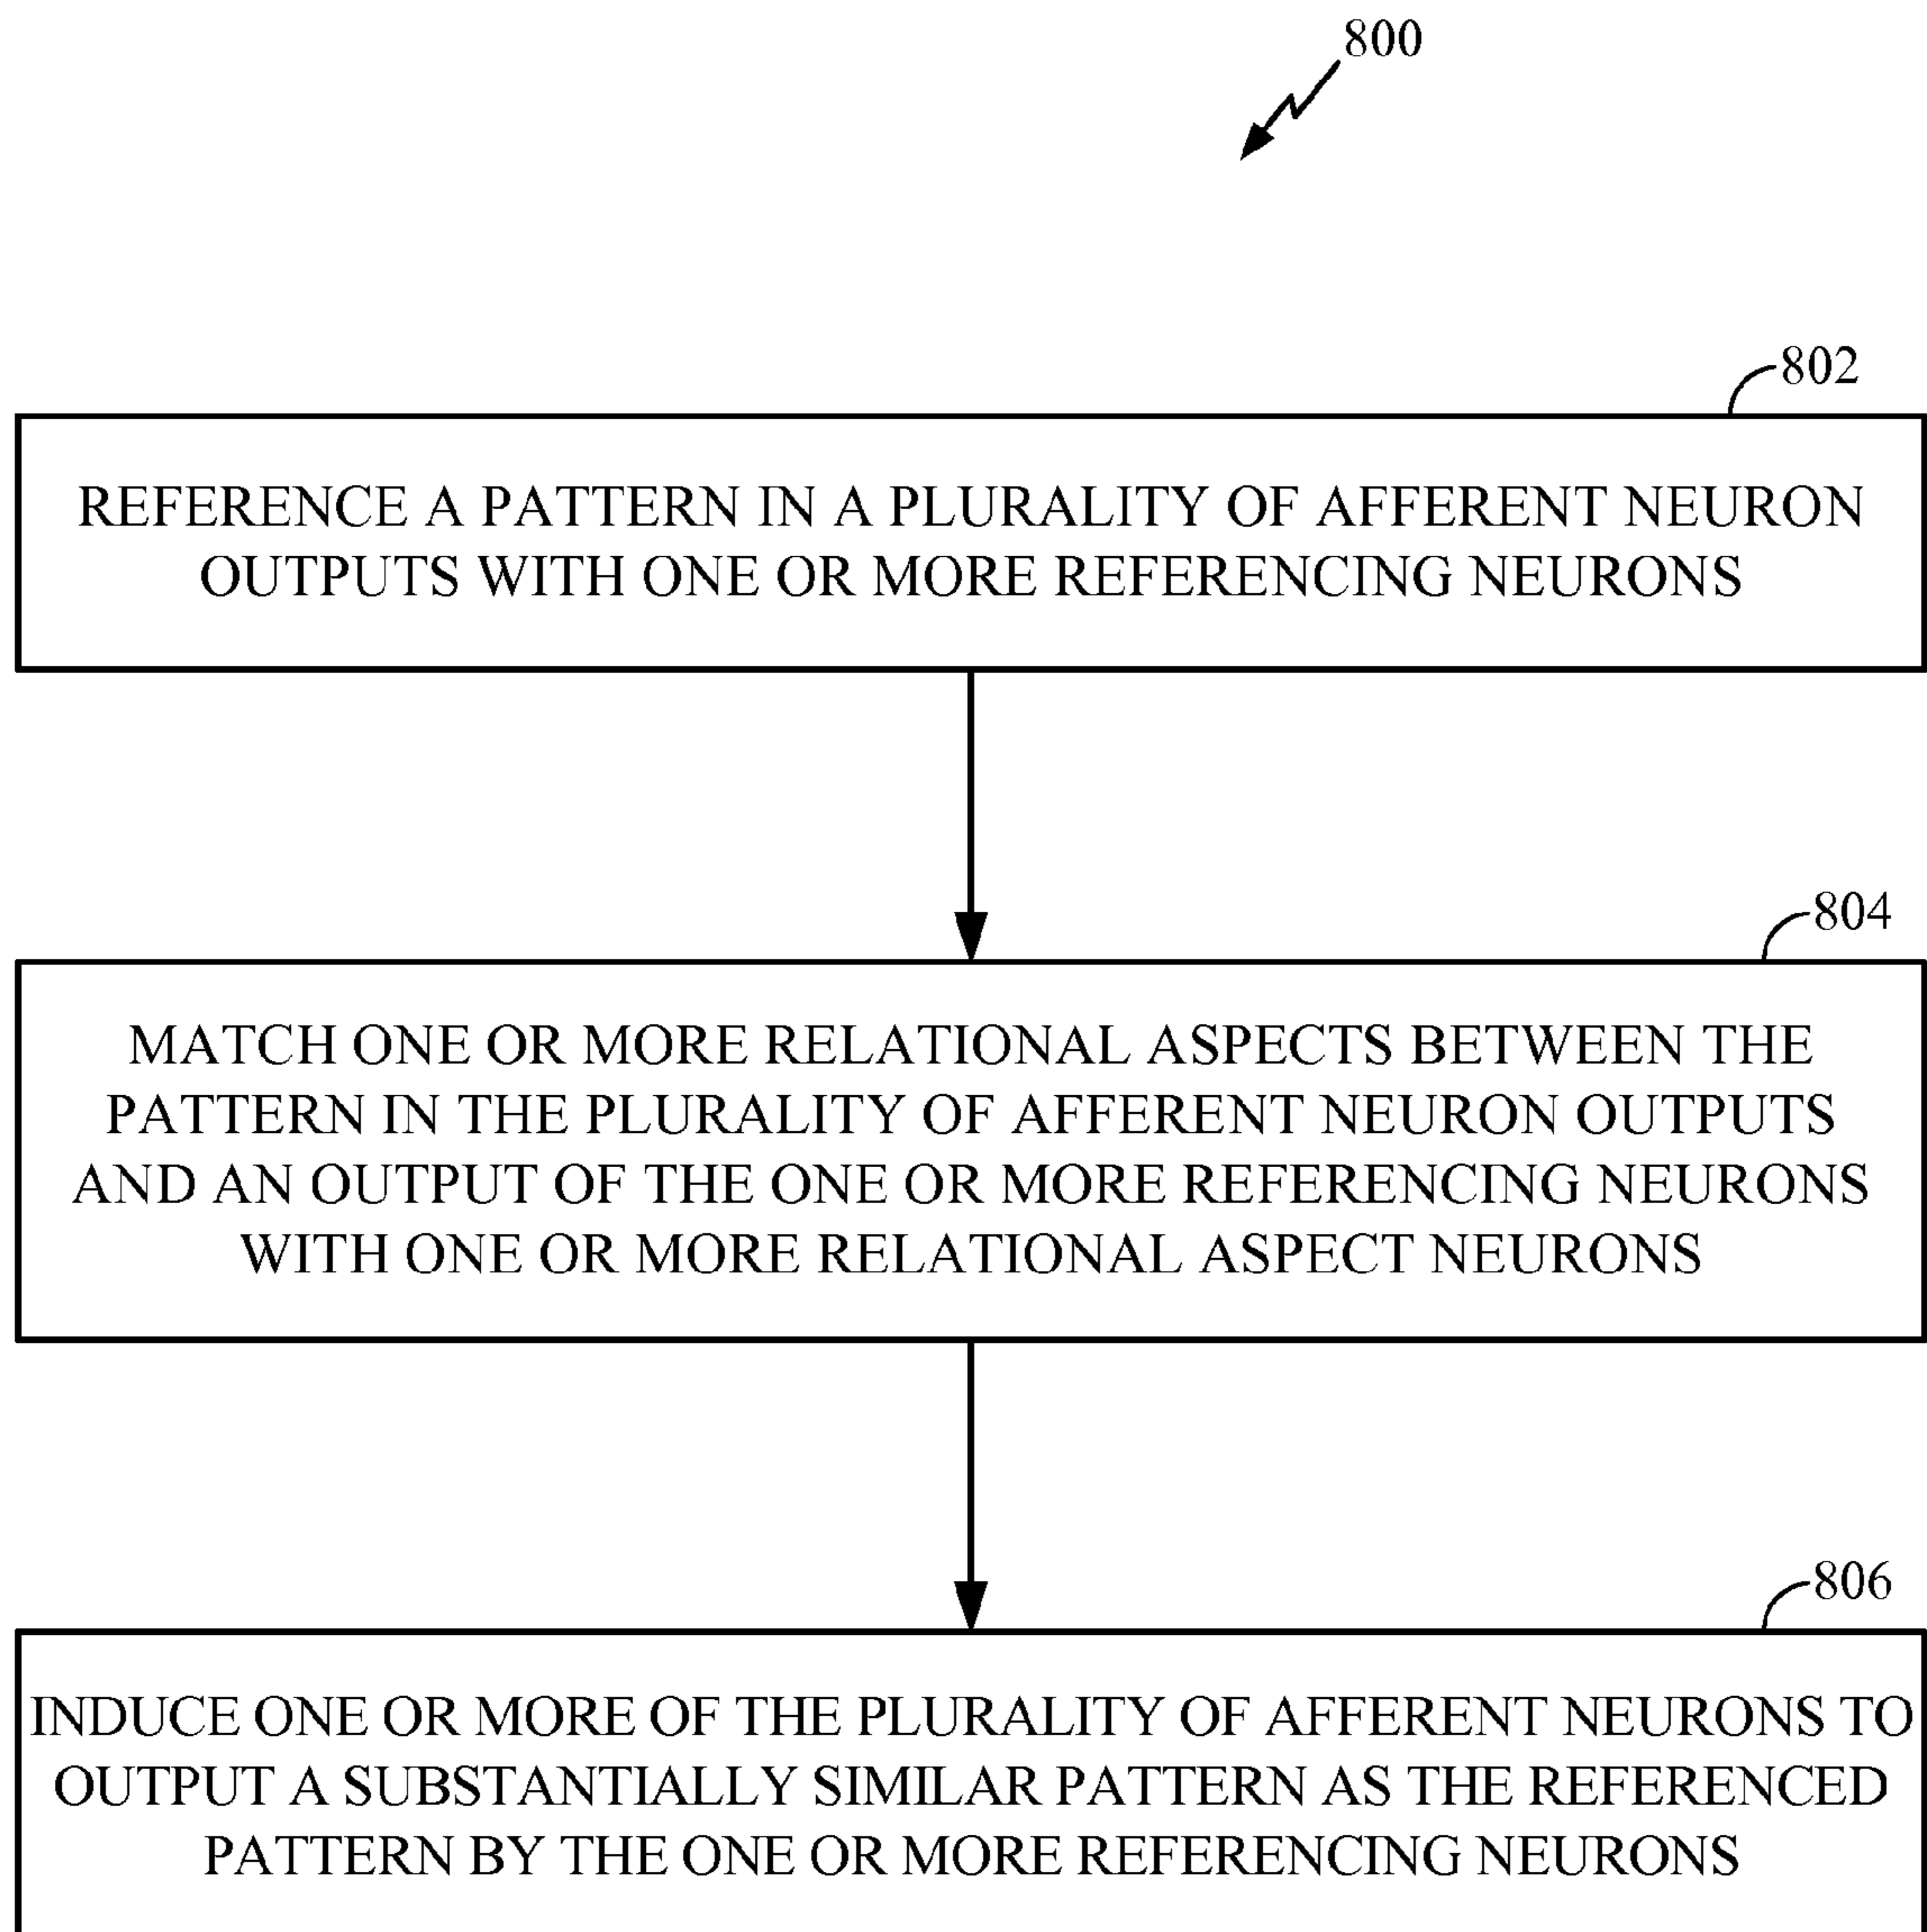 800
802
REFERENCE A PATTERN IN A PLURALITY OF AFFERENT NEURON
OUTPUTS WITH ONE OR MORE REFERENCING NEURONS
804
MATCH ONE OR MORE RELATIONAL ASPECTS BETWEEN THE
PATTERN IN THE PLURALITY OF AFFERENT NEURON OUTPUTS
AND AN OUTPUT OF THE ONE OR MORE REFERENCING NEURONS
WITH ONE OR MORE RELATIONAL ASPECT NEURONS
806
INDUCE ONE OR MORE OF THE PLURALITY OF AFFERENT NEURONS TO
OUTPUT A SUBSTANTIALLY SIMILAR PATTERN AS THE REFERENCED
PATTERN BY THE ONE OR MORE REFERENCING NEURONS